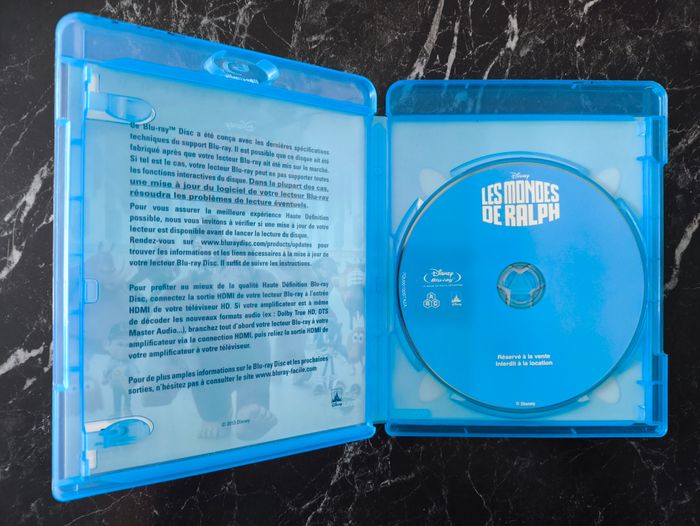 Ce Blu-ray™ Disc a été conçu avec les dernières spécifications
techniques du support Blu-ray. Il est possible que ce disque ait été
fabriqué après que votre lecteur Blu-ray ait été mis sur le marché.
Si tel est le cas, votre lecteur Blu-ray peut ne pas supporter toutes
les fonctions interactives du disque. Dans la plupart des cas,
une mise à jour du logiciel de votre lecteur Blu-ray
résoudra les problèmes de lecture éventuels.
Pour vous assurer la meilleure expérience Haute Définition
possible, nous vous invitons à vérifier si une mise à jour de votre
lecteur est disponible avant de lancer la lecture du disque.
Rendez-vous sur www.bluraydisc.com/products/updates pour
trouver les informations et les liens nécessaires à la mise à jour
de votre lecteur Blu-ray Disc. Il suffit de suivre les instructions.
Pour profiter au mieux de la qualité Haute Définition Blu-ray
Disc, connectez la sortie HDMI de votre lecteur Blu-ray à l'entrée
HDMI de votre téléviseur HD. Si votre amplificateur est à même
de décoder les nouveaux formats audio (ex : Dolby True HD, DTS
Master Audio...), branchez tout d'abord votre lecteur Blu-ray à votre
amplificateur via la connection HDMI, puis reliez la sortie HDMI de
votre amplificateur à votre téléviseur.
Pour de plus amples informations sur le Blu-ray Disc et les prochaines
sorties, n'hésitez pas à consulter le site www.bluray-facile.com.
Disney
© 2013 Disney
Disney
LES MONDES
DE RALPH
Disney
Blu-ray
A
B C
Réservé à la vente
Interdit à la location
© Disney